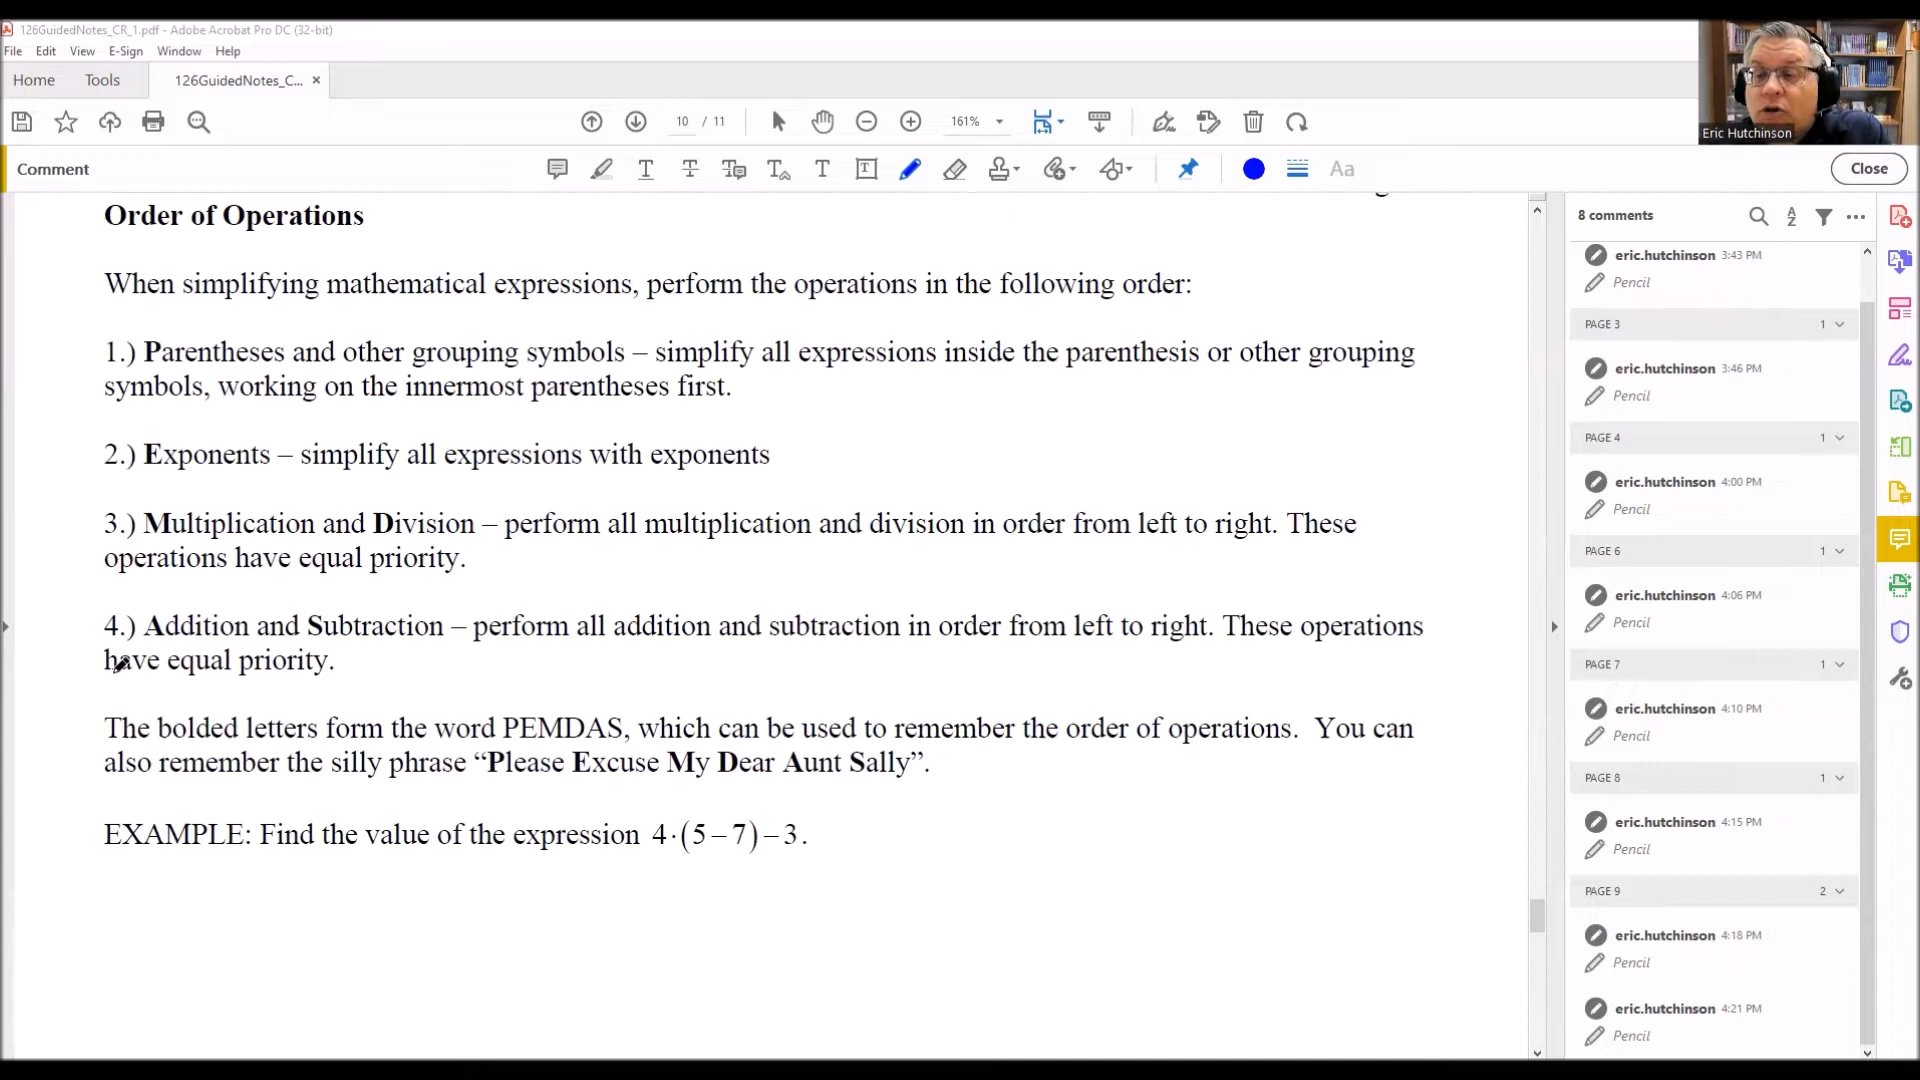 126GuidedNotes_CR_1.pdf - Adobe Acrobat Pro DC (32-bit)
File Edit View E-Sign Window Help
Home Tools 126GuidedNotes_C... ×
10 / 11 161%
Eric Hutchinson
Comment Aa Close
Order of Operations
When simplifying mathematical expressions, perform the operations in the following order:
1.) Parentheses and other grouping symbols – simplify all expressions inside the parenthesis or other grouping
symbols, working on the innermost parentheses first.
2.) Exponents – simplify all expressions with exponents
3.) Multiplication and Division – perform all multiplication and division in order from left to right. These
operations have equal priority.
4.) Addition and Subtraction – perform all addition and subtraction in order from left to right. These operations
have equal priority.
The bolded letters form the word PEMDAS, which can be used to remember the order of operations. You can
also remember the silly phrase “Please Excuse My Dear Aunt Sally”.
EXAMPLE: Find the value of the expression 4·(5−7)−3.
8 comments
eric.hutchinson 3:43 PM
Pencil
PAGE 3 1
eric.hutchinson 3:46 PM
Pencil
PAGE 4 1
eric.hutchinson 4:00 PM
Pencil
PAGE 6 1
eric.hutchinson 4:06 PM
Pencil
PAGE 7 1
eric.hutchinson 4:10 PM
Pencil
PAGE 8 1
eric.hutchinson 4:15 PM
Pencil
PAGE 9 2
eric.hutchinson 4:18 PM
Pencil
eric.hutchinson 4:21 PM
Pencil